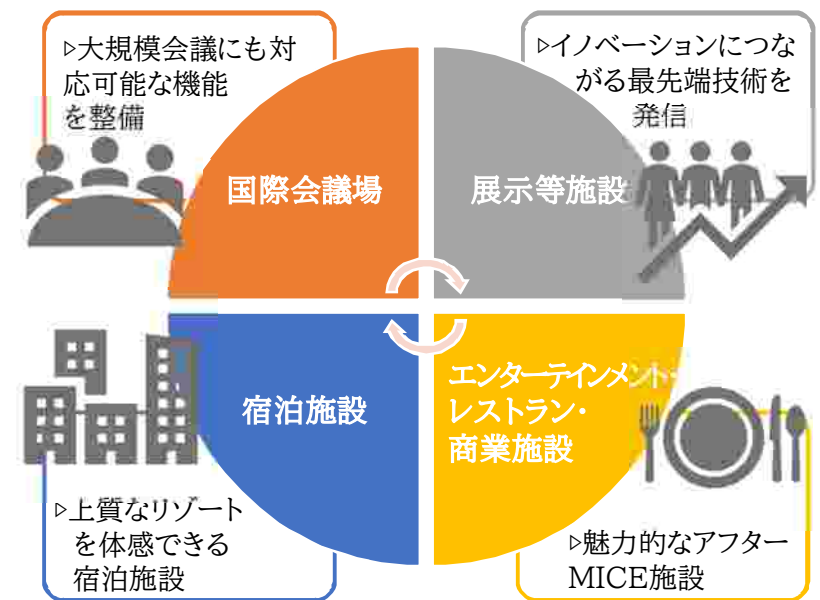 ▷大規模会議にも対
応可能な機能
を整備
▷イノベーションにつな
がる最先端技術を
発信
国際会議場
展示等施設
宿泊施設
エンターテインメント・
レストラン・
商業施設
▷上質なリゾート
を体感できる
宿泊施設
▷魅力的なアフター
MICE施設